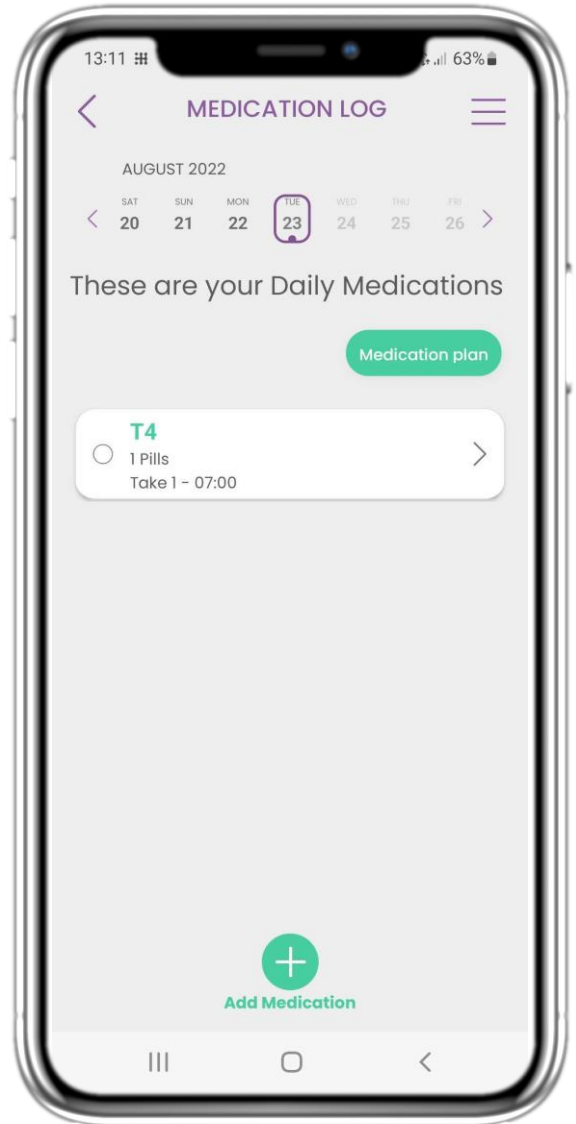 13:11 63%
MEDICATION LOG
AUGUST 2022
SAT SUN MON TUE WED THU FRI
20 21 22 23 24 25 26
These are your Daily Medications
Medication plan
T4
1 Pills
Take 1 - 07:00
Add Medication